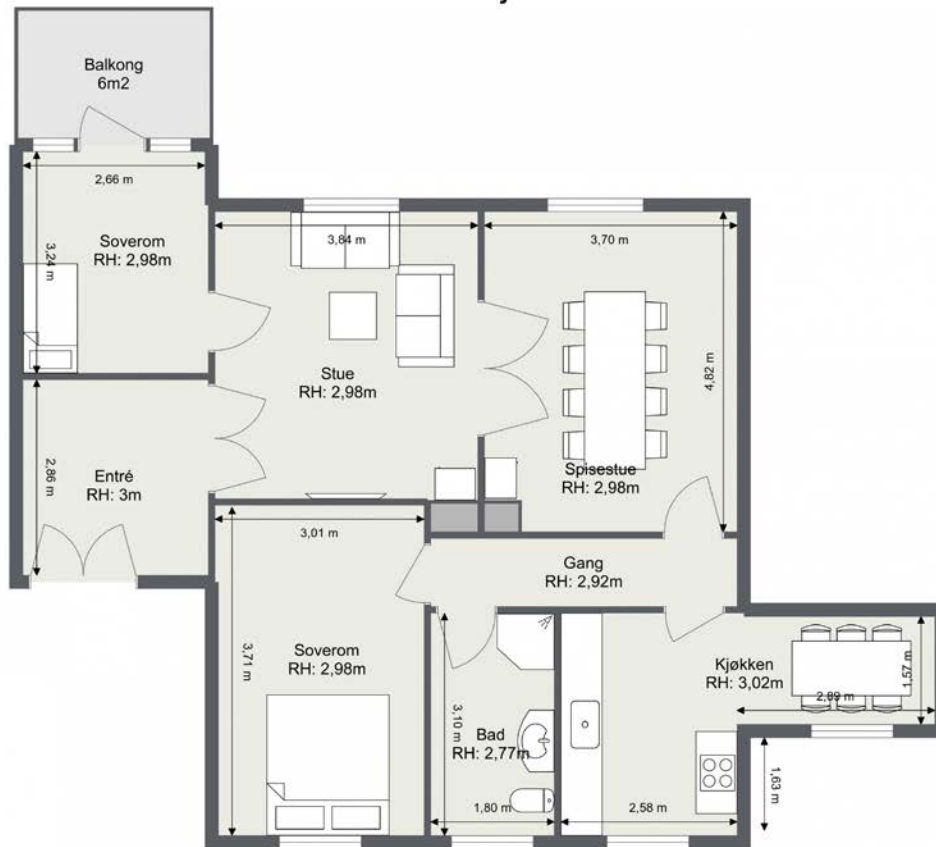 Balkong
6m2
2,66 m
3,24 m
Soverom
RH: 2,98m
3,84 m
Stue
RH: 2,98m
3,70 m
4,82 m
Spisestue
RH: 2,98m
2,86 m
Entré
RH: 3m
3,01 m
3,71 m
Soverom
RH: 2,98m
Gang
RH: 2,92m
3,10 m
Bad
RH: 2,77m
1,80 m
Kjøkken
RH: 3,02m
2,89 m
1,57 m
2,58 m
1,63 m